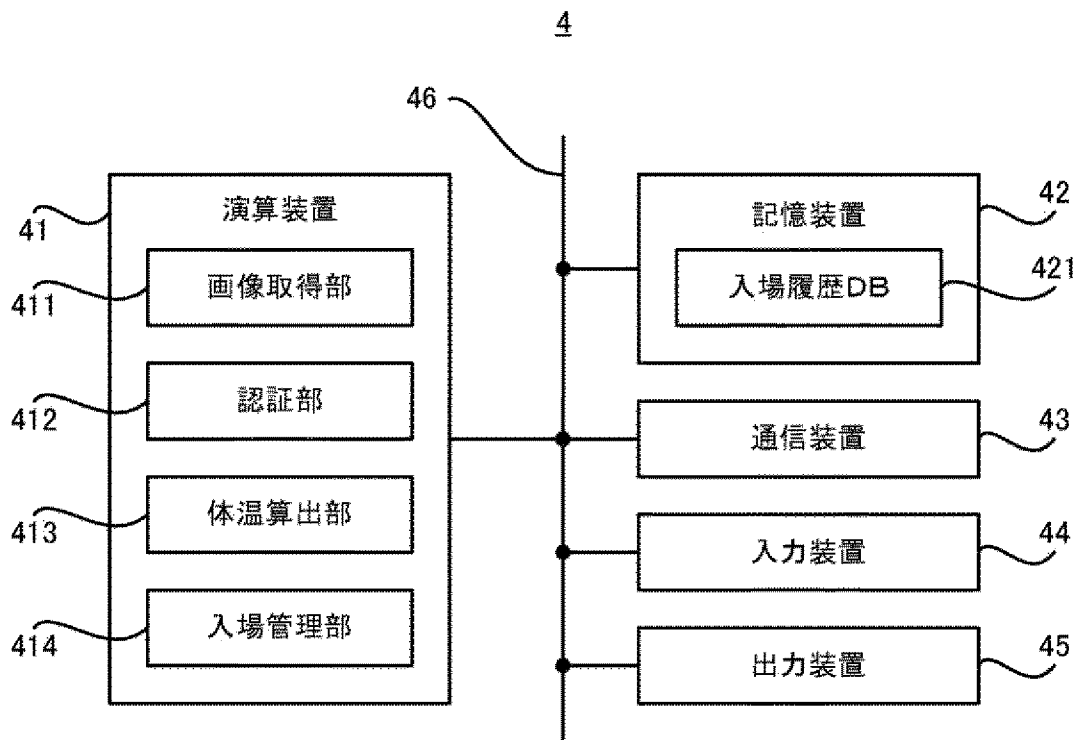 4
46
41
演算装置
411
画像取得部
412
認証部
413
体温算出部
414
入場管理部
42
記憶装置
421
入場履歴DB
43
通信装置
44
入力装置
45
出力装置